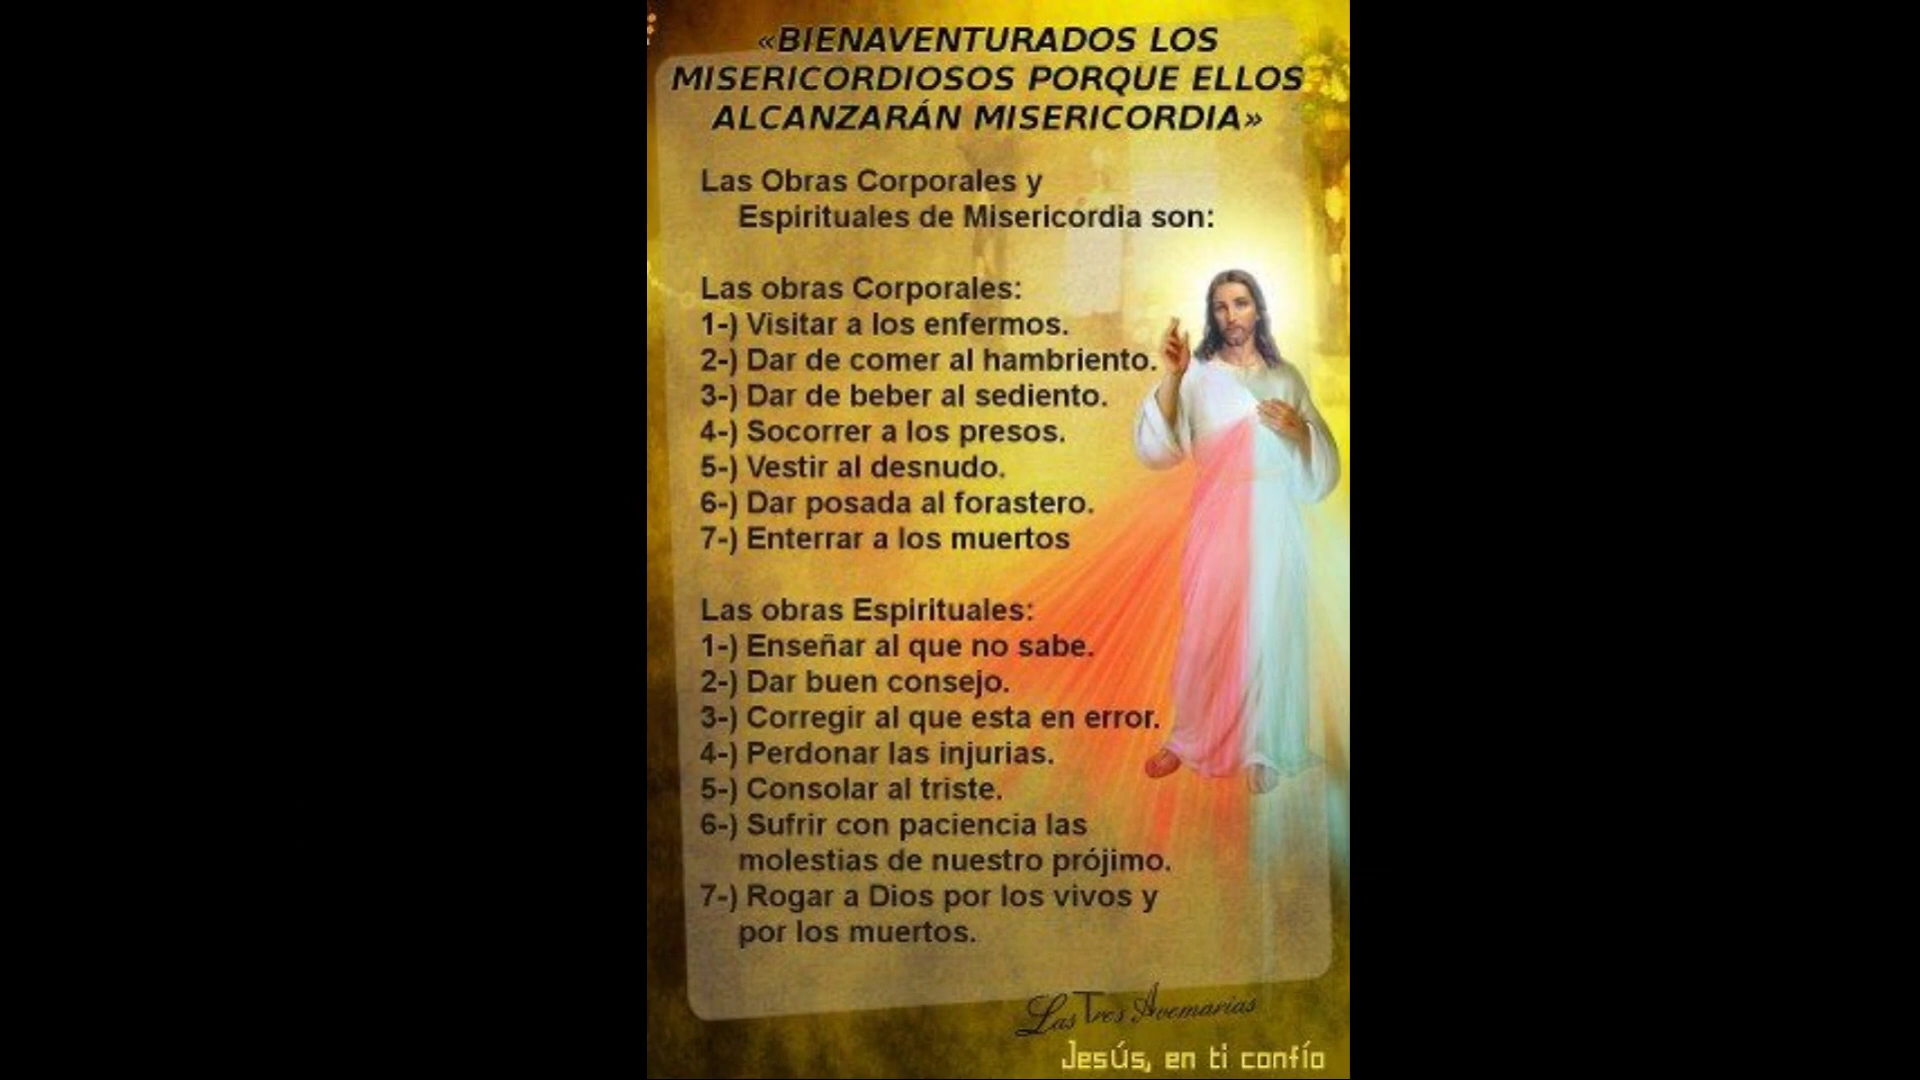 «BIENAVENTURADOS LOS
MISERICORDIOSOS PORQUE ELLOS
ALCANZARÁN MISERICORDIA»
Las Obras Corporales y
Espirituales de Misericordia son:
Las obras Corporales:
1-) Visitar a los enfermos.
2-) Dar de comer al hambriento.
3-) Dar de beber al sediento.
4-) Socorrer a los presos.
5-) Vestir al desnudo.
6-) Dar posada al forastero.
7-) Enterrar a los muertos
Las obras Espirituales:
1-) Enseñar al que no sabe.
2-) Dar buen consejo.
3-) Corregir al que esta en error.
4-) Perdonar las injurias.
5-) Consolar al triste.
6-) Sufrir con paciencia las
molestias de nuestro prójimo.
7-) Rogar a Dios por los vivos y
por los muertos.
Las Tres Avemarías
Jesús, en ti confío